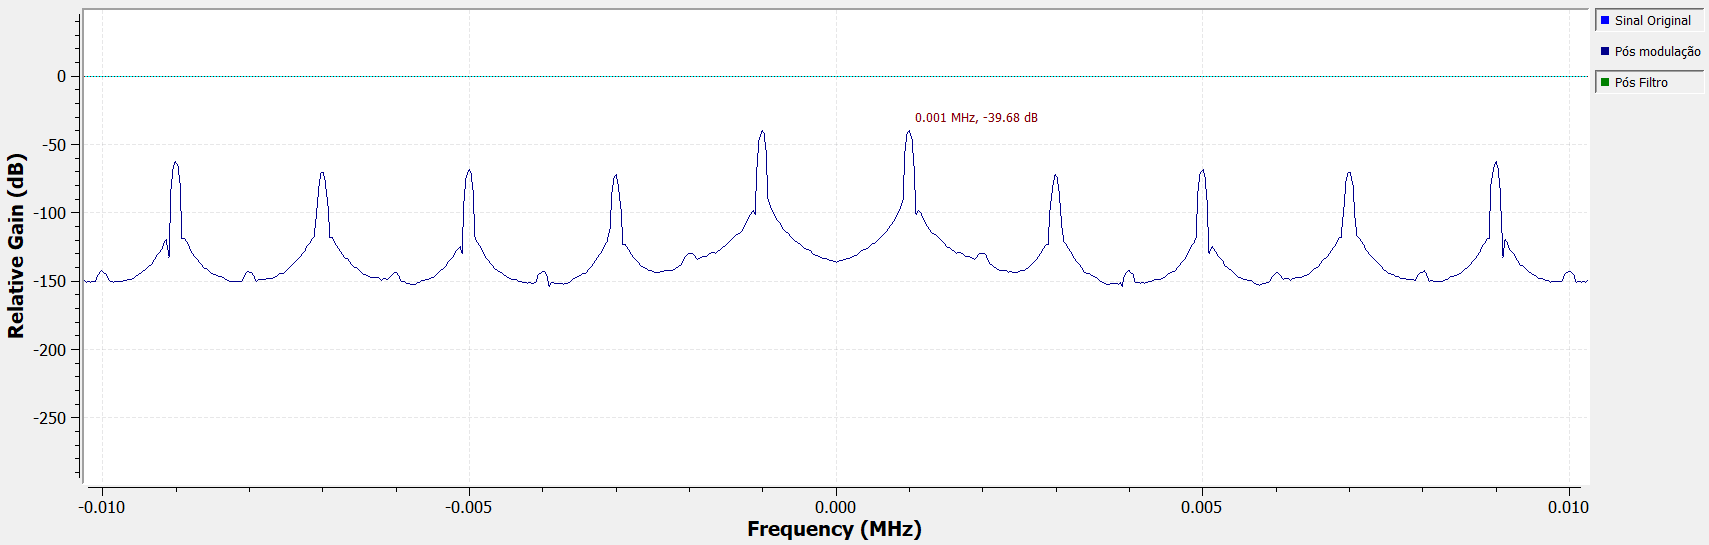 Sinal Original
Pós modulação
Pós Filtro
0.001 MHz, -39.68 dB
Relative Gain (dB)
0
-50
-100
-150
-200
-250
-0.010
-0.005
0.000
0.005
0.010
Frequency (MHz)